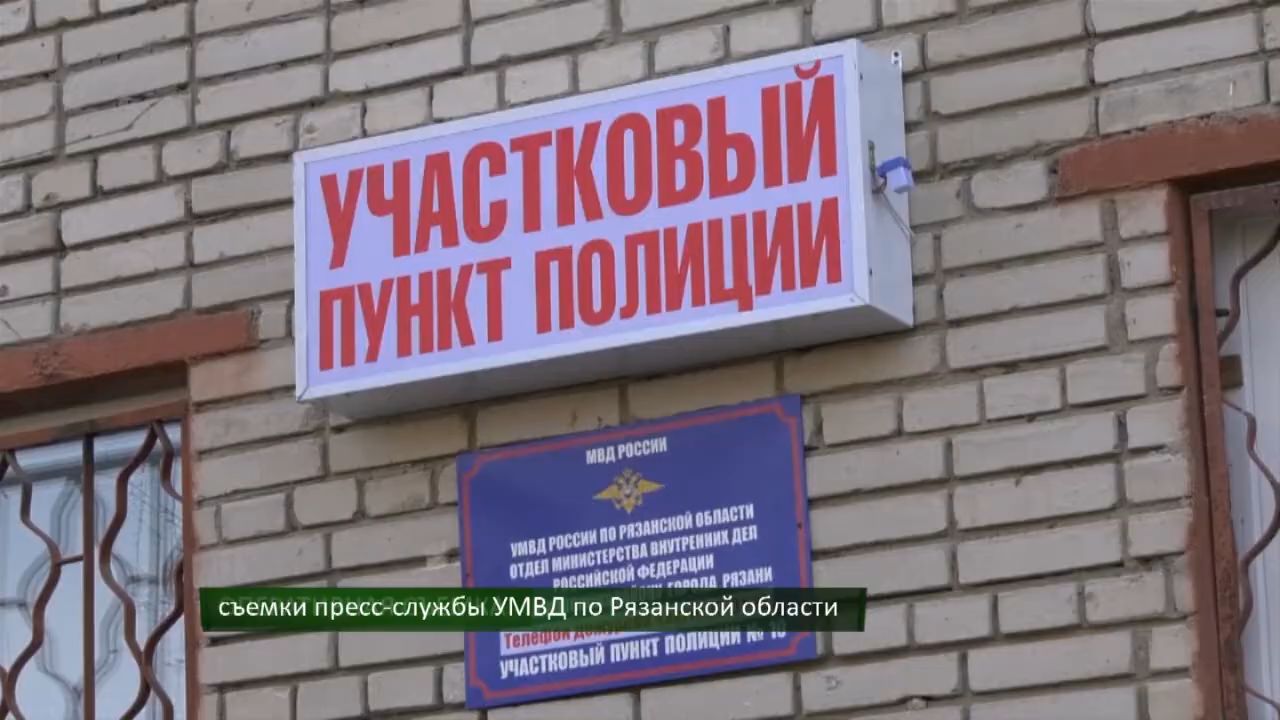 УЧАСТКОВЫЙ
ПУНКТ ПОЛИЦИИ
МВД РОССИИ
УМВД РОССИИ ПО РЯЗАНСКОЙ ОБЛАСТИ
ОТДЕЛ МИНИСТЕРСТВА ВНУТРЕННИХ ДЕЛ
РОССИЙСКОЙ ФЕДЕРАЦИИ
ГОРОДА РЯЗАНИ
съемки пресс-службы УМВД по Рязанской области
Телефон
УЧАСТКОВЫЙ ПУНКТ ПОЛИЦИИ №